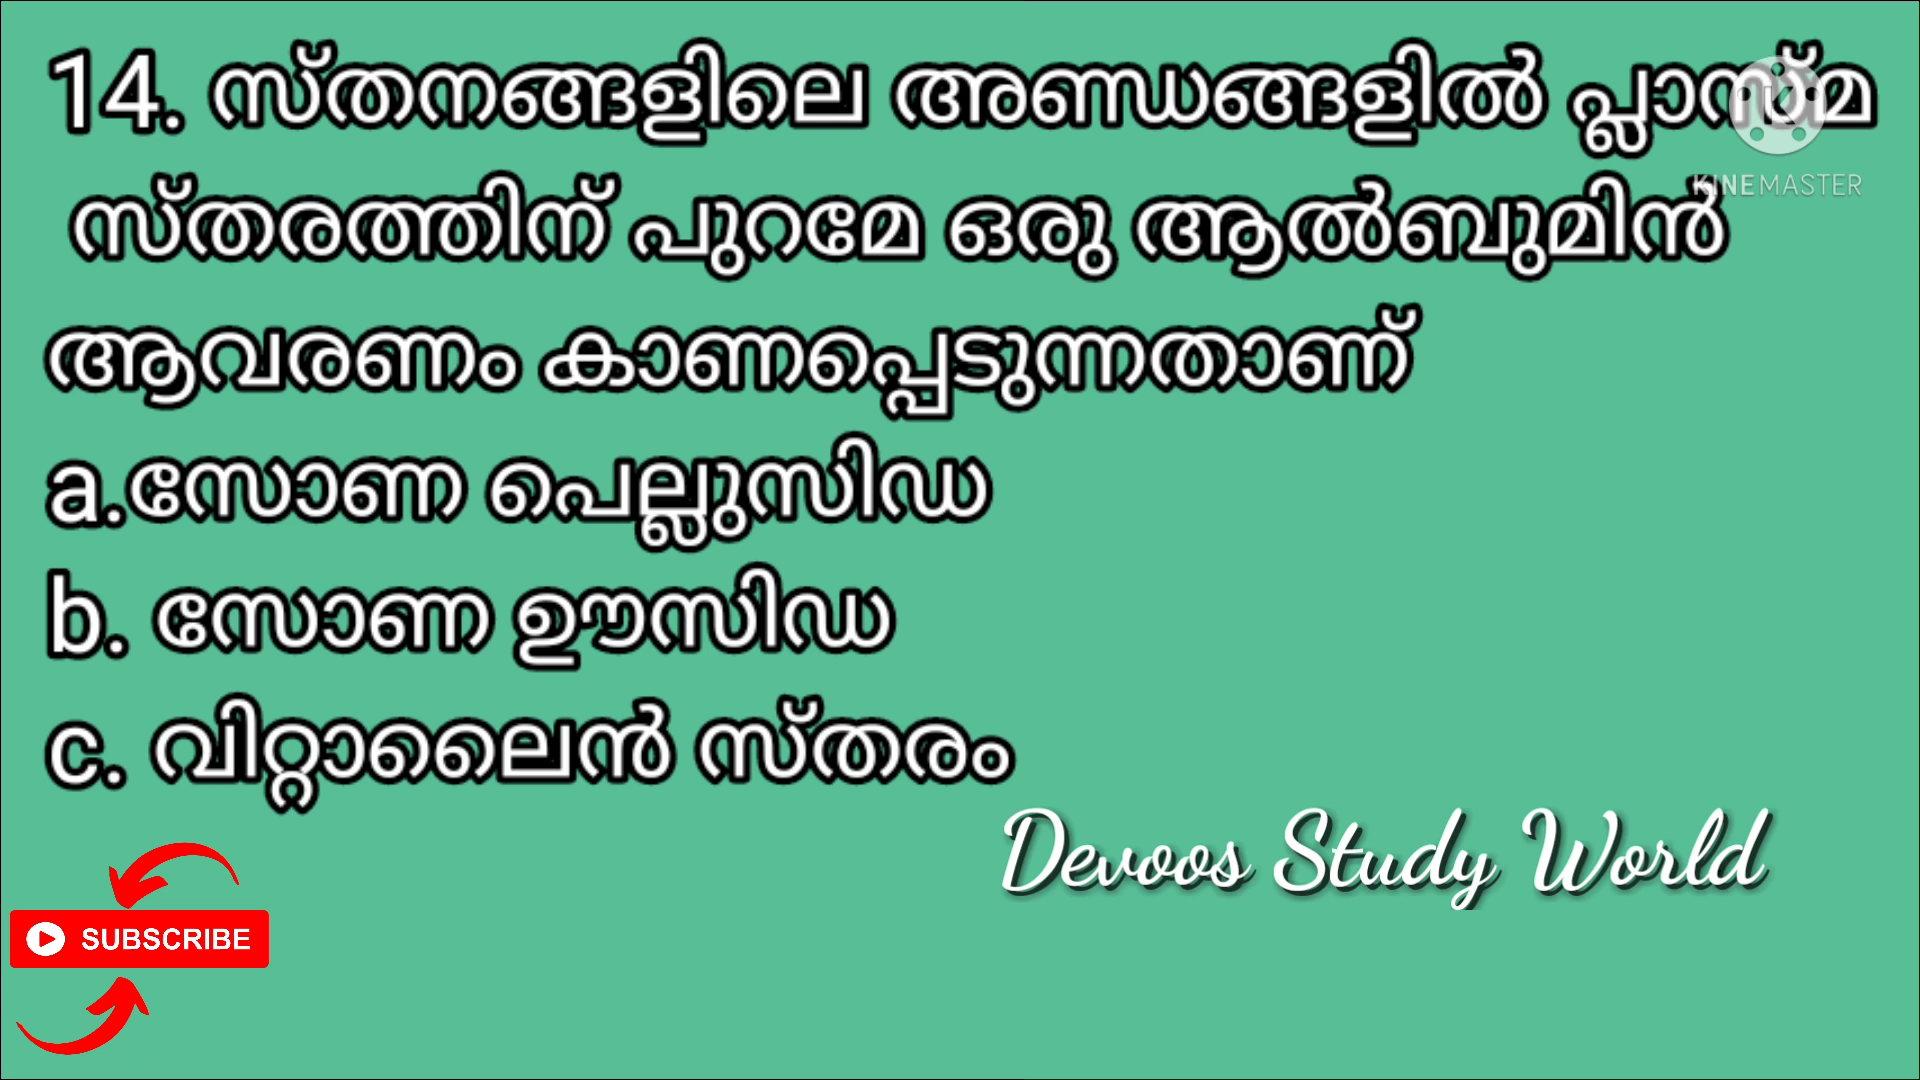 14. സ്തനങ്ങളിലെ അണ്ഡങ്ങളിൽ പ്ലാസ്മ
സ്തരത്തിന് പുറമേ ഒരു ആൽബുമിൻ
ആവരണം കാണപ്പെടുന്നതാണ്
a.സോണ പെല്ലുസിഡ
b. സോണ ഊസിഡ
c. വിറ്റാലൈൻ സ്തരം
KINEMASTER
Devoos Study World
SUBSCRIBE